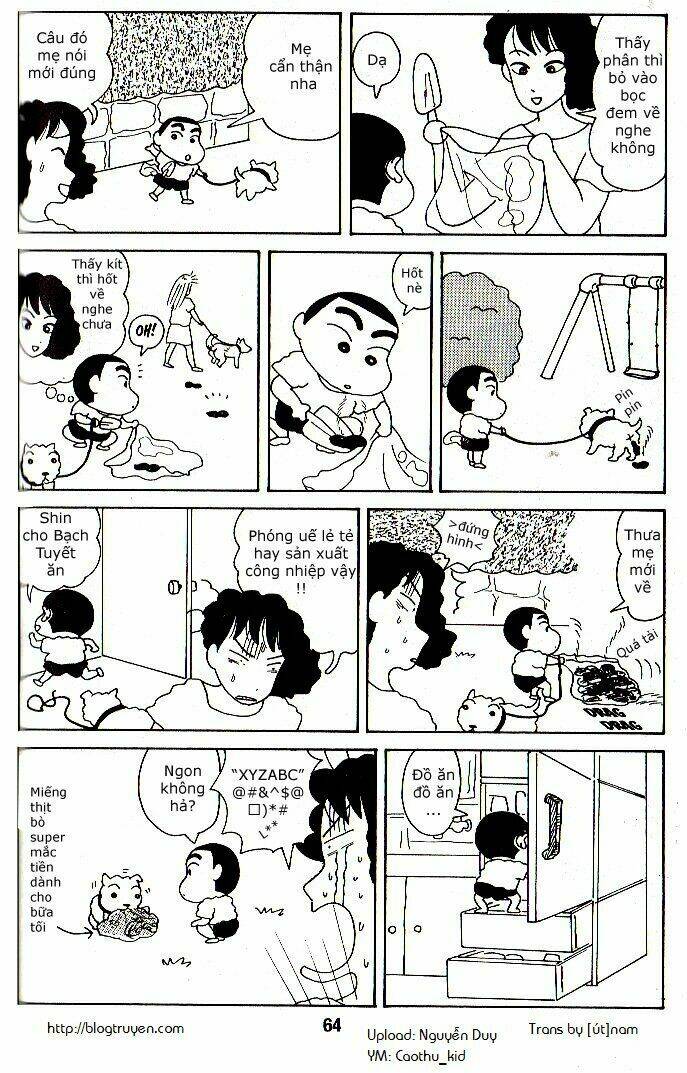 Câu đó
mẹ nói
mới đúng
Mẹ
cẩn thận
nha
Dạ
Thấy
phân thì
bỏ vào
bọc
đem về
nghe
không
Thấy kít
thì hốt
về
nghe
chưa
OH!
Hốt
nè
Pin
pin
Shin
cho Bạch
Tuyết
ăn
Phóng uế lẻ tẻ
hay sản xuất
công nhiệp vậy
!!
>đứng
hình<
Thưa
mẹ
mới
về
Quá tải
DRAG
DRAG
Miếng
thịt
bò
super
mắc
tiền
dành
cho
bữa
tối
Ngon
không
hả?
"XYZABC"
@#&^$@
□)*#
L**
Đồ ăn
đồ ăn
...
http://blogtruyen.com
64
Upload: Nguyễn Duy
YM: Caothu_kid
Trans by [út]nam